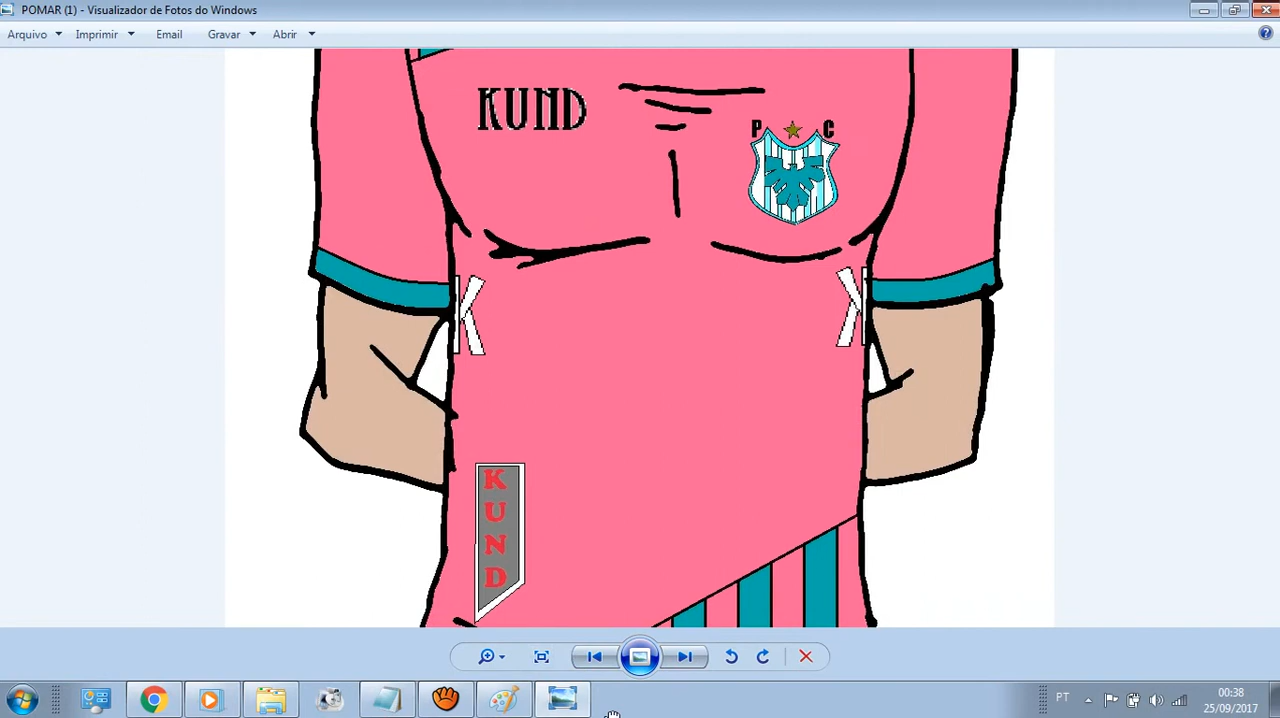 POMAR (1) - Visualizador de Fotos do Windows
Arquivo Imprimir Email Gravar Abrir
KUND
P C
K K
K
U
N
D
PT 00:38
25/09/2017